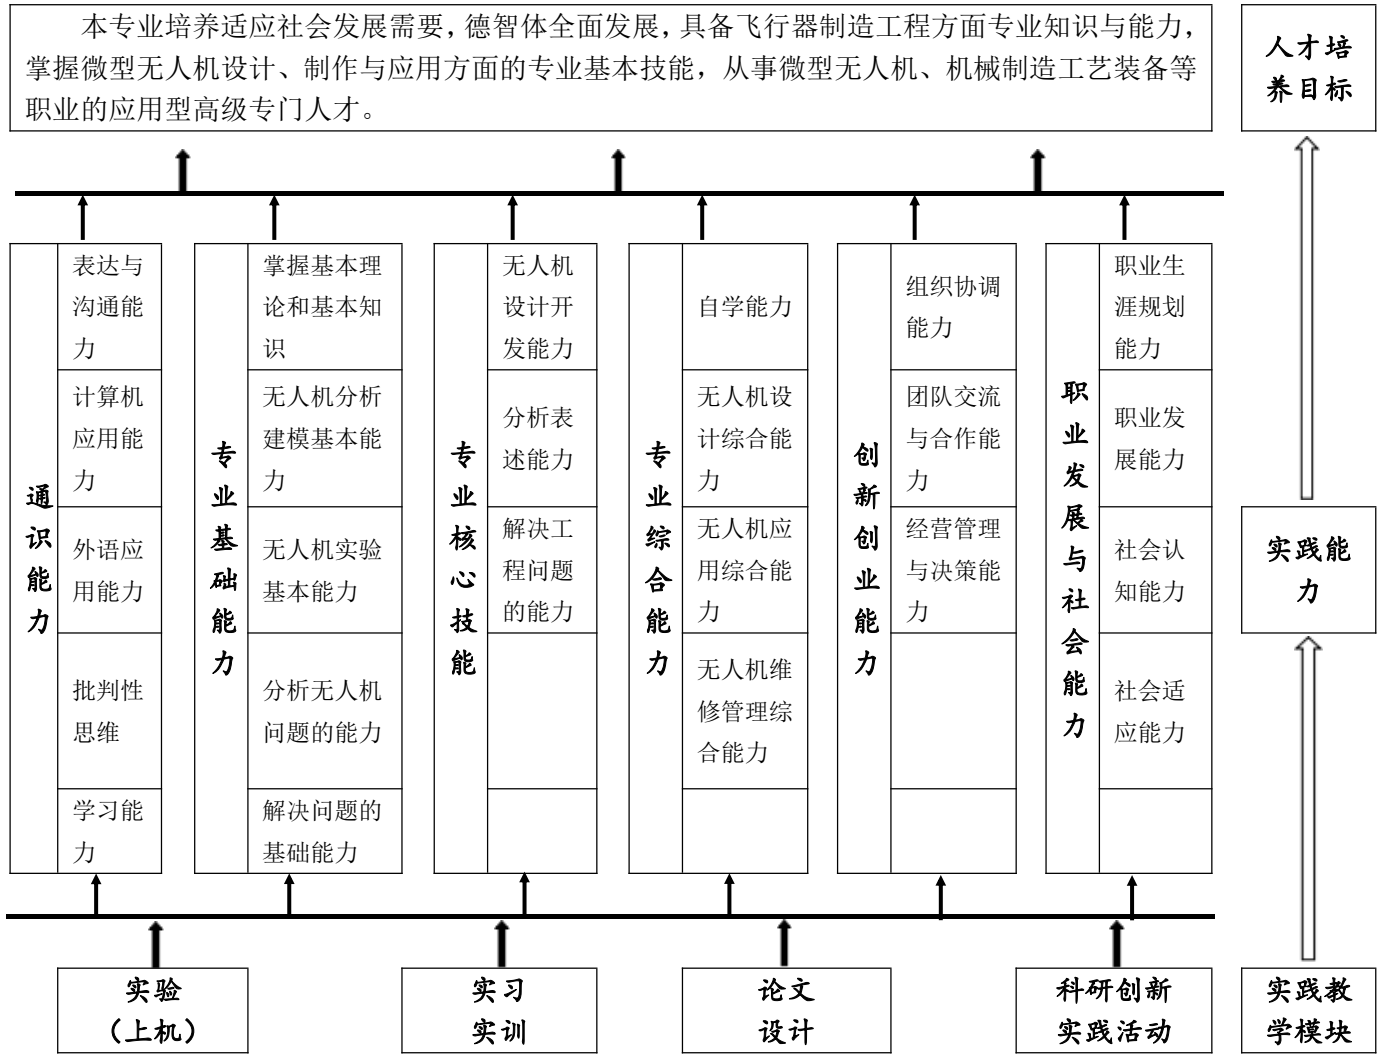 本专业培养适应社会发展需要，德智体全面发展，具备飞行器制造工程方面专业知识与能力，
掌握微型无人机设计、制作与应用方面的专业基本技能，从事微型无人机、机械制造工艺装备等
职业的应用型高级专门人才。
人才培
养目标
通识能力
表达与
沟通能
力
计算机
应用能
力
外语应
用能力
批判性
思维
学习能
力
专业基础能力
掌握基本理
论和基本知
识
无人机分析
建模基本能
力
无人机实验
基本能力
分析无人机
问题的能力
解决问题的
基础能力
专业核心技能
无人机
设计开
发能力
分析表
述能力
解决工
程问题
的能力
专业综合能力
自学能力
无人机设
计综合能
力
无人机应
用综合能
力
无人机维
修管理综
合能力
创新创业能力
组织协调
能力
团队交流
与合作能
力
经营管理
与决策能
力
职业发展与社会能力
职业生
涯规划
能力
职业发
展能力
社会认
知能力
社会适
应能力
实践能
力
实验
（上机）
实习
实训
论文
设计
科研创新
实践活动
实践教
学模块